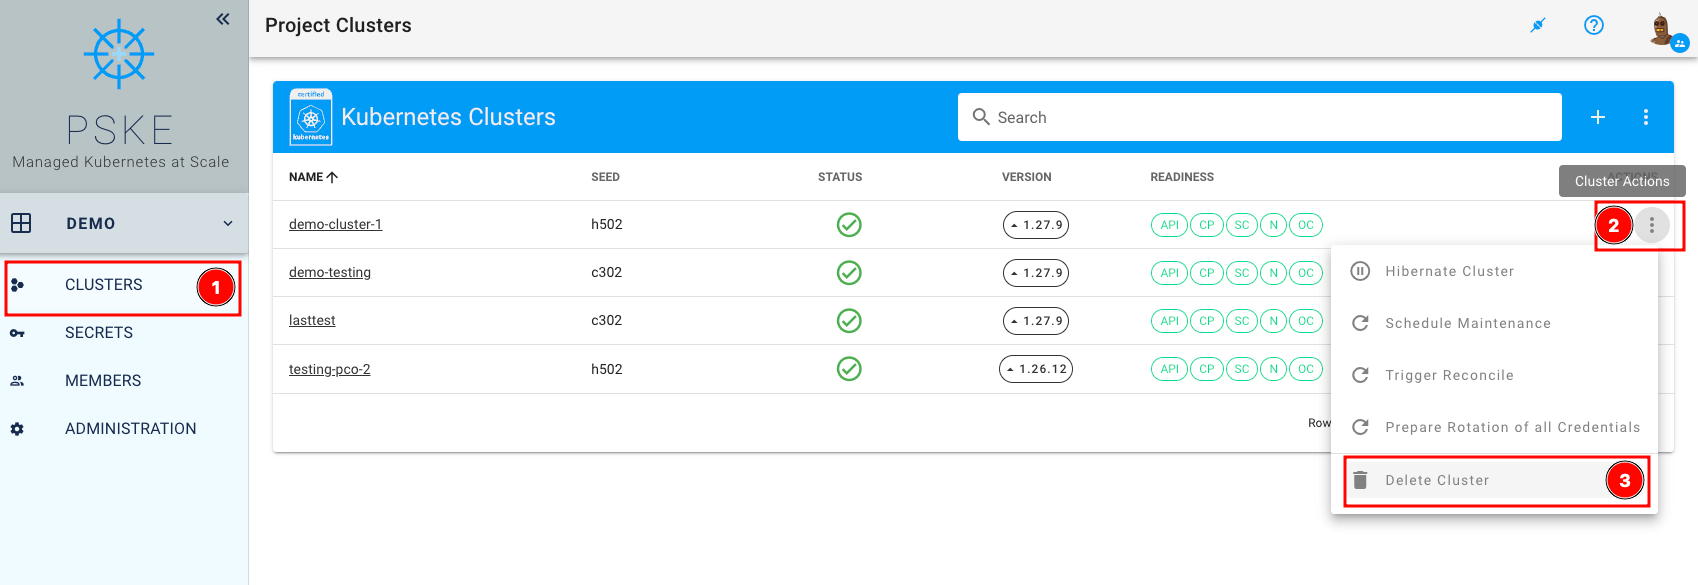 Project Clusters
PSKE
Managed Kubernetes at Scale
DEMO
CLUSTERS 1
SECRETS
MEMBERS
ADMINISTRATION
certified
kubernetes
Kubernetes Clusters
Search
NAME SEED STATUS VERSION READINESS
Cluster Actions
demo-cluster-1 h502 1.27.9 API CP SC N OC 2
demo-testing c302 1.27.9 API CP SC N OC
lasttest c302 1.27.9 API CP SC N OC
testing-pco-2 h502 1.26.12 API CP SC N OC
Row
Hibernate Cluster
Schedule Maintenance
Trigger Reconcile
Prepare Rotation of all Credentials
Delete Cluster 3